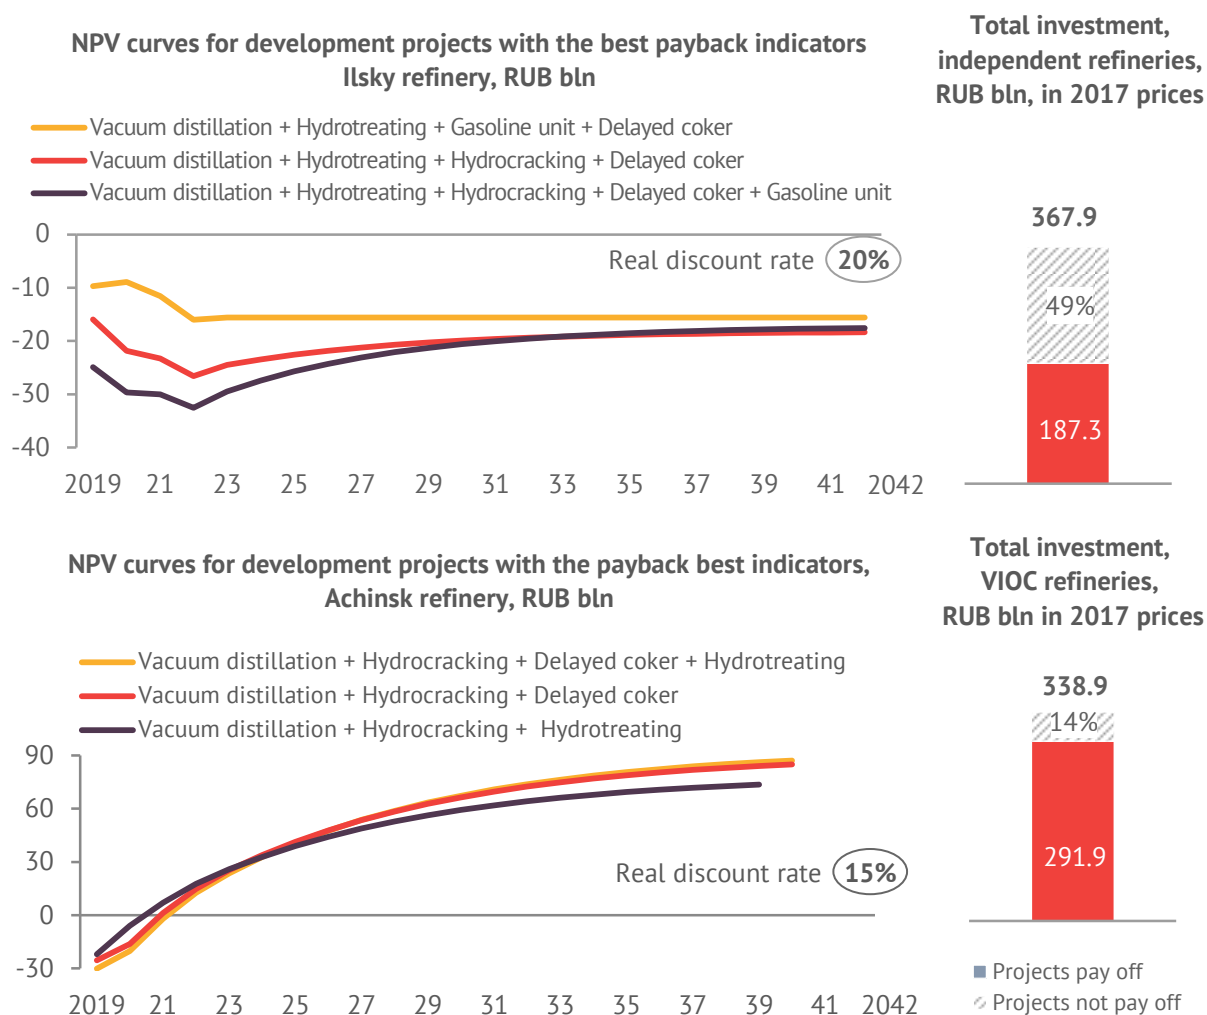 NPV curves for development projects with the best payback indicators
Ilsky refinery, RUB bln
Vacuum distillation + Hydrotreating + Gasoline unit + Delayed coker
Vacuum distillation + Hydrotreating + Hydrocracking + Delayed coker
Vacuum distillation + Hydrotreating + Hydrocracking + Delayed coker + Gasoline unit
0
-10
-20
-30
-40
Real discount rate 20%
2019 21 23 25 27 29 31 33 35 37 39 41 2042
Total investment,
independent refineries,
RUB bln, in 2017 prices
367.9
49%
187.3
NPV curves for development projects with the payback best indicators,
Achinsk refinery, RUB bln
Vacuum distillation + Hydrocracking + Delayed coker + Hydrotreating
Vacuum distillation + Hydrocracking + Delayed coker
Vacuum distillation + Hydrocracking + Hydrotreating
90
60
30
0
-30
Real discount rate 15%
2019 21 23 25 27 29 31 33 35 37 39 41 2042
Total investment,
VIOC refineries,
RUB bln in 2017 prices
338.9
14%
291.9
Projects pay off
Projects not pay off